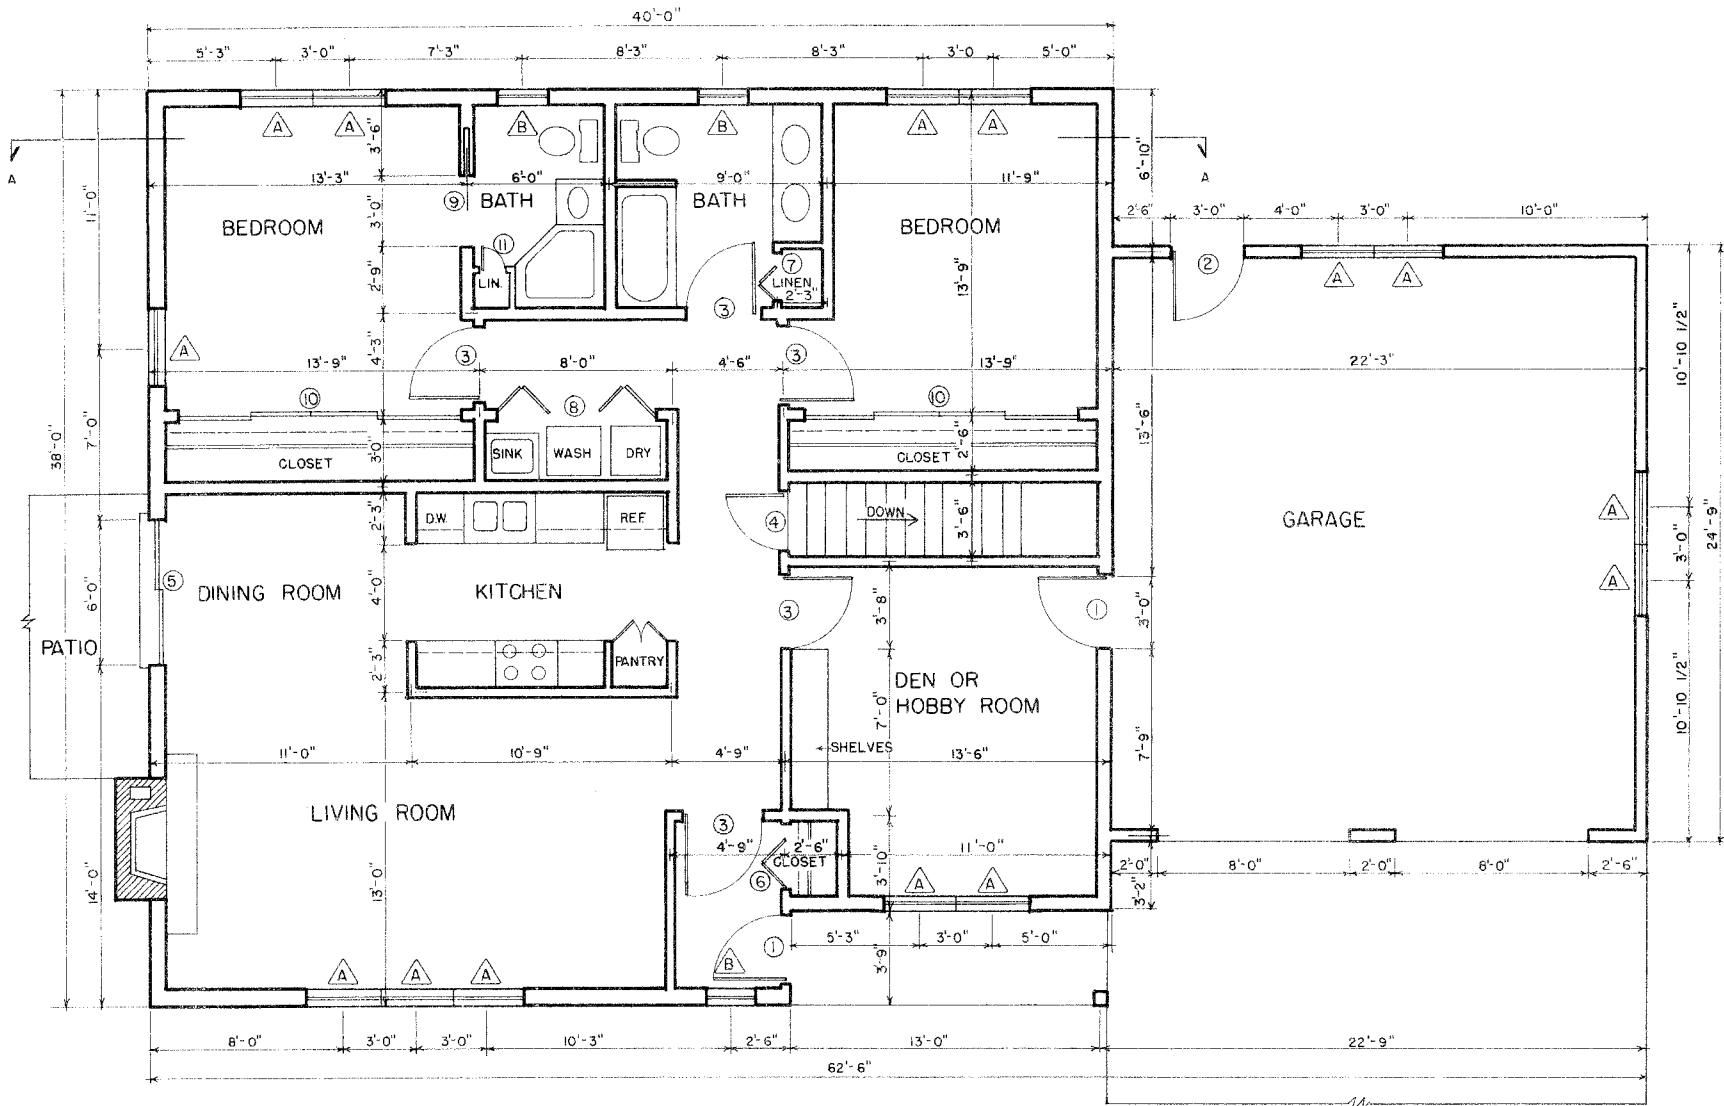 40'-0"
5'-3" 3'-0" 7'-3" 8'-3" 8'-3" 3'-0 5'-0"
A A B B A A
3'-6"
6'-10"
A A
13'-3" 6'-0" 9'-0" 11'-9"
11'-0"
9 BATH BATH
3'-0"
2'-6" 3'-0" 4'-0" 3'-0" 10'-0"
BEDROOM BEDROOM
11 7 2
2'-9" LIN. LINEN 13'-9" A A
2'-3"
3
A 3 4'-3" 3 10'-10 1/2"
13'-9" 8'-0" 4'-6" 13'-9" 22'-3"
10 8 10
7'-0" 13'-6"
38'-0"
CLOSET 3'-0" SINK WASH DRY CLOSET 2'-6"
D.W. REF. 4 DOWN 3'-6" GARAGE A
2'-3" 3'-0" 24'-9"
5 A
6'-0" DINING ROOM 4'-0" KITCHEN 3 3'-8" 1 3'-0"
PATIO
2'-3" PANTRY
DEN OR
HOBBY ROOM
7'-0" 10'-10 1/2"
SHELVES 7'-9"
11'-0" 10'-9" 4'-9" 13'-6"
LIVING ROOM
3
4'-9" 2'-6" 11'-0"
CLOSET
2'-0" 8'-0" 2'-0" 8'-0" 2'-6"
14'-0" 13'-0" 6 3'-10" A A 3'-2"
5'-3" 3'-0" 5'-0"
1
3'-9"
A A A B
8'-0" 3'-0" 3'-0" 10'-3" 2'-6" 13'-0" 22'-9"
62'-6"